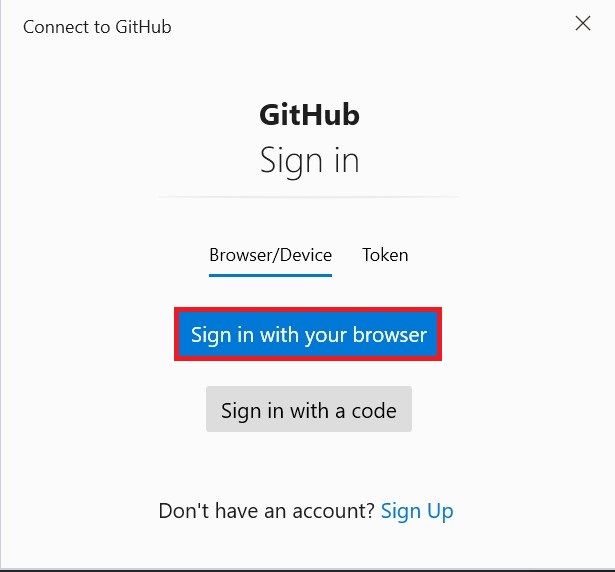 Connect to GitHub
GitHub
Sign in
Browser/Device Token
Sign in with your browser
Sign in with a code
Don't have an account? Sign Up